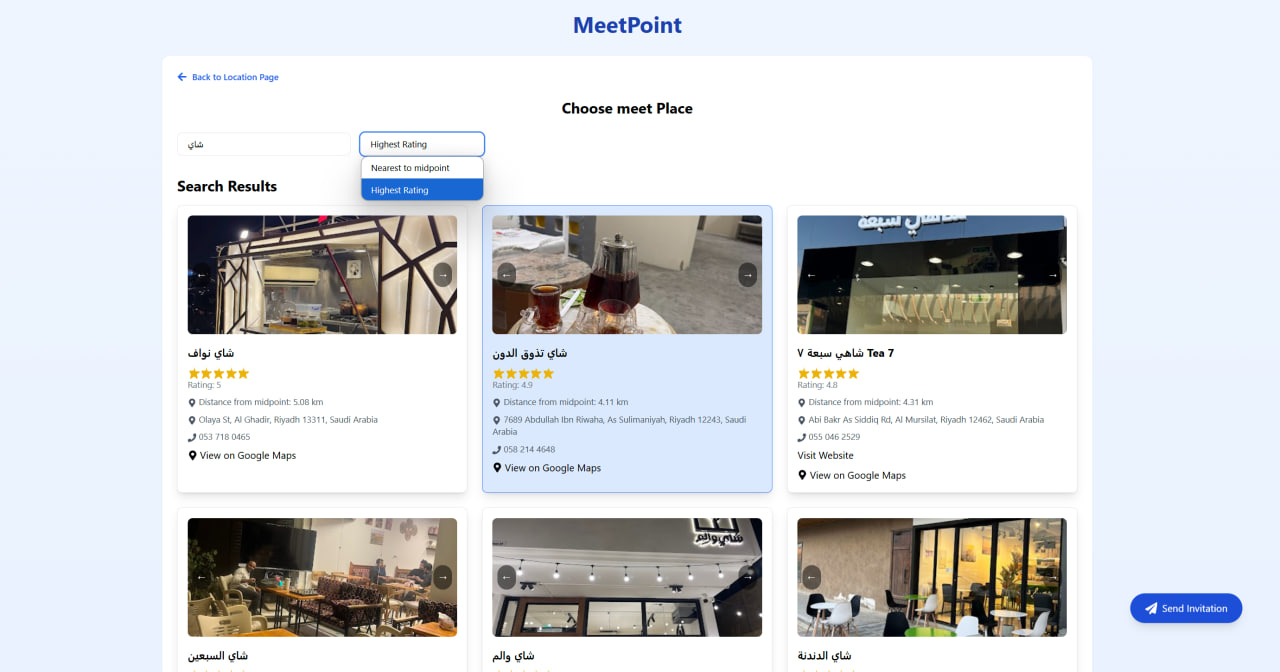 MeetPoint
Back to Location Page
Choose meet Place
شاي
Highest Rating
Nearest to midpoint
Highest Rating
Search Results
شاي نواف
Rating: 5
Distance from midpoint: 5.08 km
Olaya St, Al Ghadir, Riyadh 13311, Saudi Arabia
053 718 0465
View on Google Maps
شاي تذوق الدون
Rating: 4.9
Distance from midpoint: 4.11 km
7689 Abdullah Ibn Riwaha, As Sulimaniyah, Riyadh 12243, Saudi
Arabia
058 214 4648
View on Google Maps
شاهي سبعة
شاهي سبعة ٧ Tea 7
Rating: 4.8
Distance from midpoint: 4.31 km
Abi Bakr As Siddiq Rd, Al Mursilat, Riyadh 12462, Saudi Arabia
055 046 2529
Visit Website
View on Google Maps
شاي السبعين
شاي والم
شاي والم
شاي الدندنة
Send Invitation